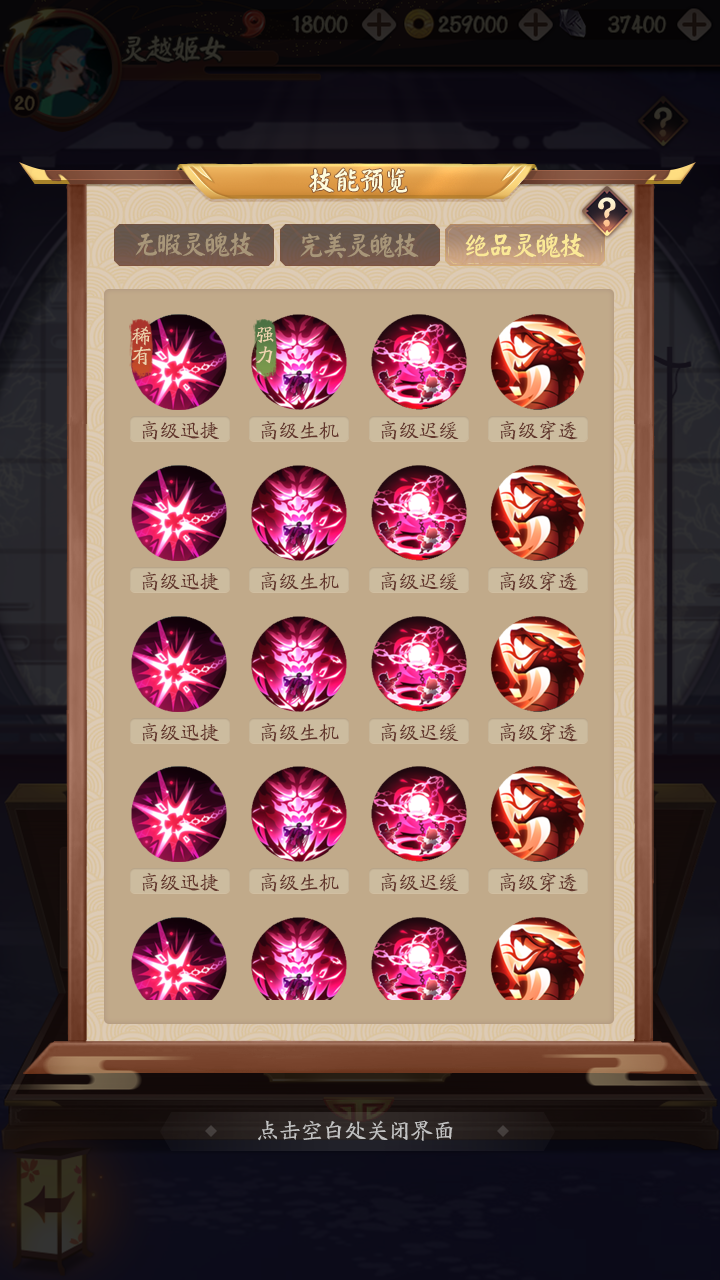 18000 259000 37400
灵越姬女
20
?
技能预览
?
无暇灵魄技 完美灵魄技 绝品灵魄技
稀有 强力
高级迅捷 高级生机 高级迟缓 高级穿透
高级迅捷 高级生机 高级迟缓 高级穿透
高级迅捷 高级生机 高级迟缓 高级穿透
高级迅捷 高级生机 高级迟缓 高级穿透
点击空白处关闭界面